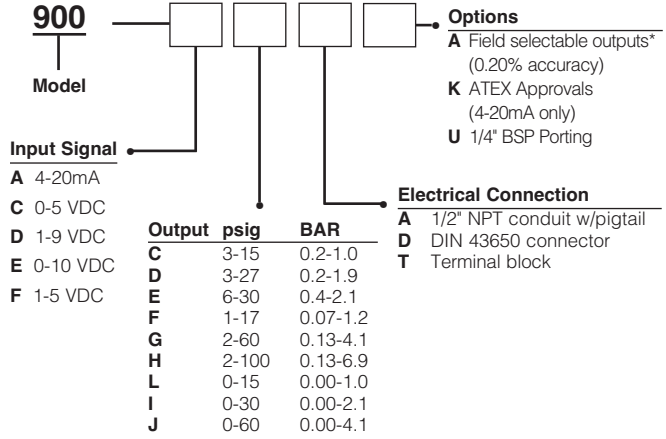 900
Model
Input Signal
A 4-20mA
C 0-5 VDC
D 1-9 VDC
E 0-10 VDC
F 1-5 VDC
Output psig BAR
C 3-15 0.2-1.0
D 3-27 0.2-1.9
E 6-30 0.4-2.1
F 1-17 0.07-1.2
G 2-60 0.13-4.1
H 2-100 0.13-6.9
L 0-15 0.00-1.0
I 0-30 0.00-2.1
J 0-60 0.00-4.1
Electrical Connection
A 1/2" NPT conduit w/pigtail
D DIN 43650 connector
T Terminal block
Options
A Field selectable outputs*
(0.20% accuracy)
K ATEX Approvals
(4-20mA only)
U 1/4" BSP Porting